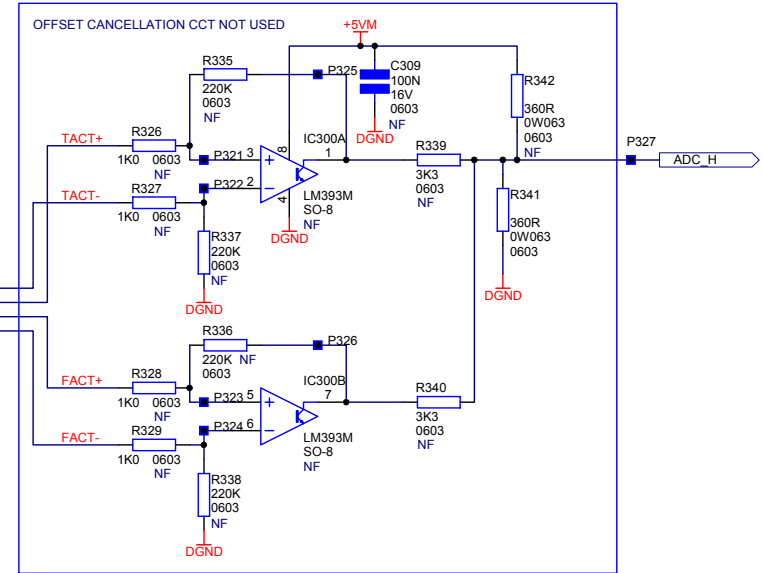 OFFSET CANCELLATION CCT NOT USED
+5VM
R335
220K
0603
NF
P325
C309
100N
16V
0603
NF
DGND
R342
360R
0W063
0603
NF
TACT+
R326
1K0 0603
NF
P321 3
8
IC300A
1
R339
3K3
0603
NF
P327
ADC_H
TACT-
R327
1K0 0603
NF
P322 2
4
LM393M
SO-8
NF
DGND
R341
360R
0W063
0603
DGND
R337
220K
0603
NF
DGND
R336
220K NF
0603
P326
FACT+
R328
1K0 0603
NF
P323 5
IC300B
7
R340
3K3
0603
NF
FACT-
R329
1K0 0603
NF
P324 6
LM393M
SO-8
NF
R338
220K
0603
NF
DGND